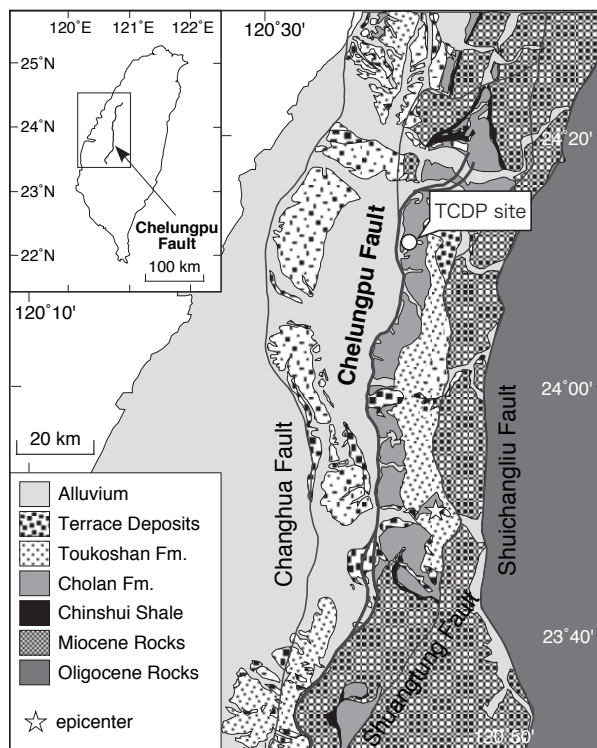 120˚E 121˚E 122˚E
25˚N
24˚N
23˚N
22˚N
Chelungpu
Fault
100 km
120˚30'
24˚20'
TCDP site
120˚10'
Chelungpu Fault
24˚00'
20 km
Changhua Fault
Shuichangliu Fault
Alluvium
Terrace Deposits
Toukoshan Fm.
Cholan Fm.
Chinshui Shale
Miocene Rocks
Oligocene Rocks
epicenter
23˚40'
Shuangtung Fault
120˚50'